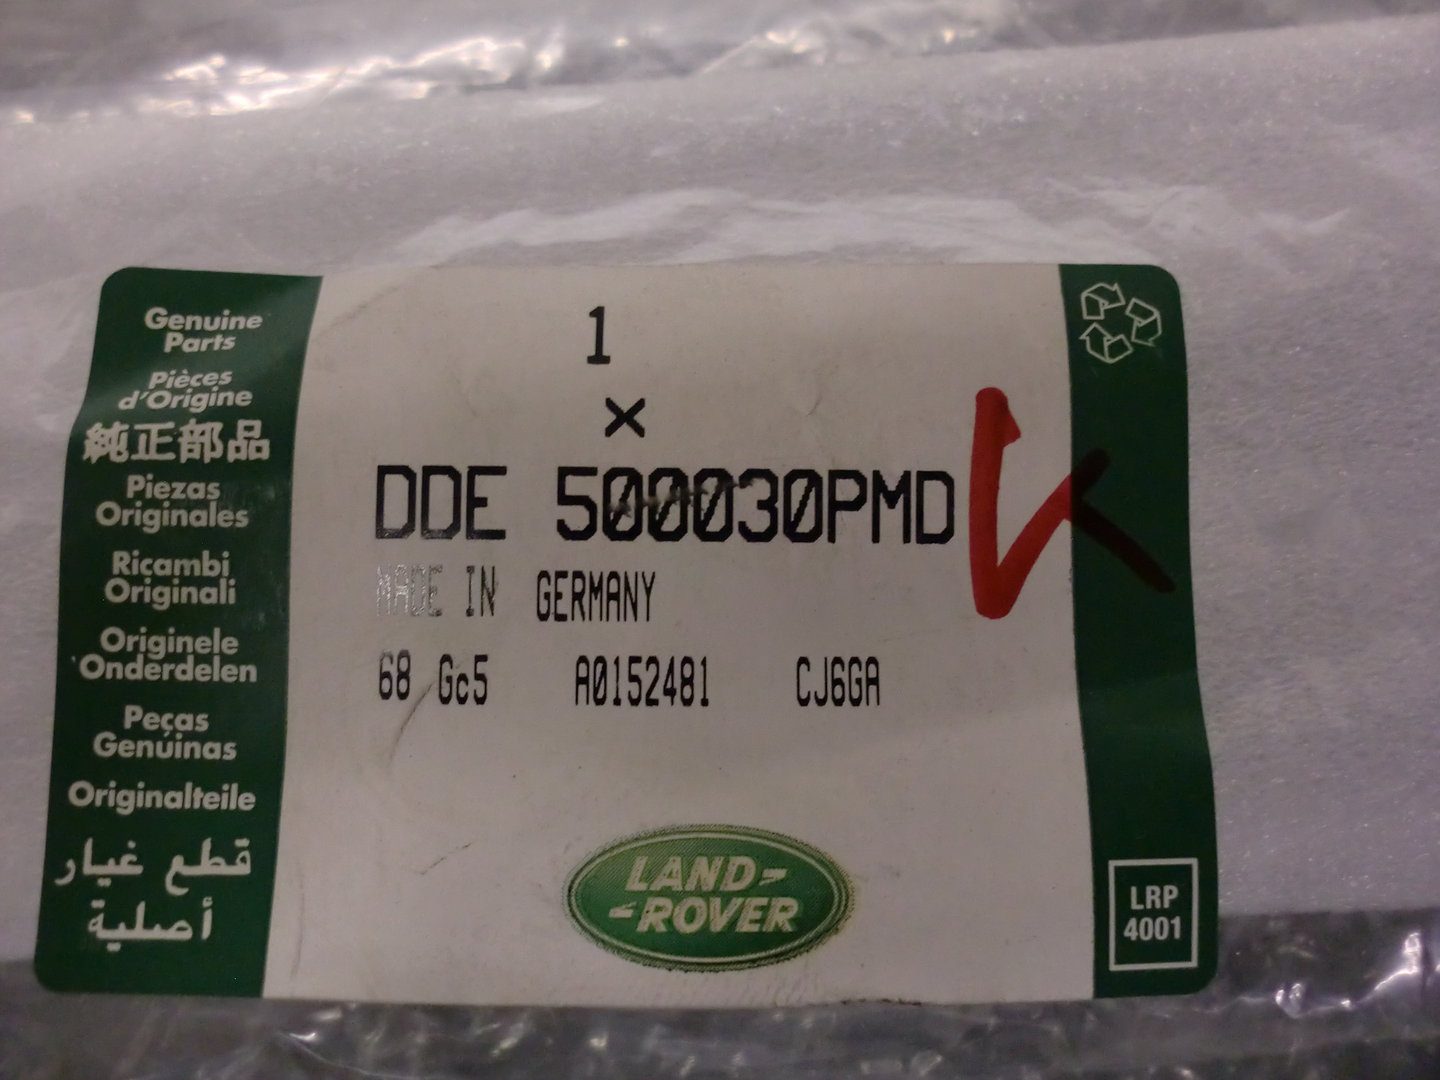 Genuine
Parts
Pièces
d'Origine
純正部品
Piezas
Originales
Ricambi
Originali
Originele
Onderdelen
Peças
Genuinas
Originalteile
قطع غيار
أصلية
1
×
DDE 500030PMD
MADE IN GERMANY
68 Gc5 A0152481 CJ6GA
LAND-
-ROVER
LRP
4001